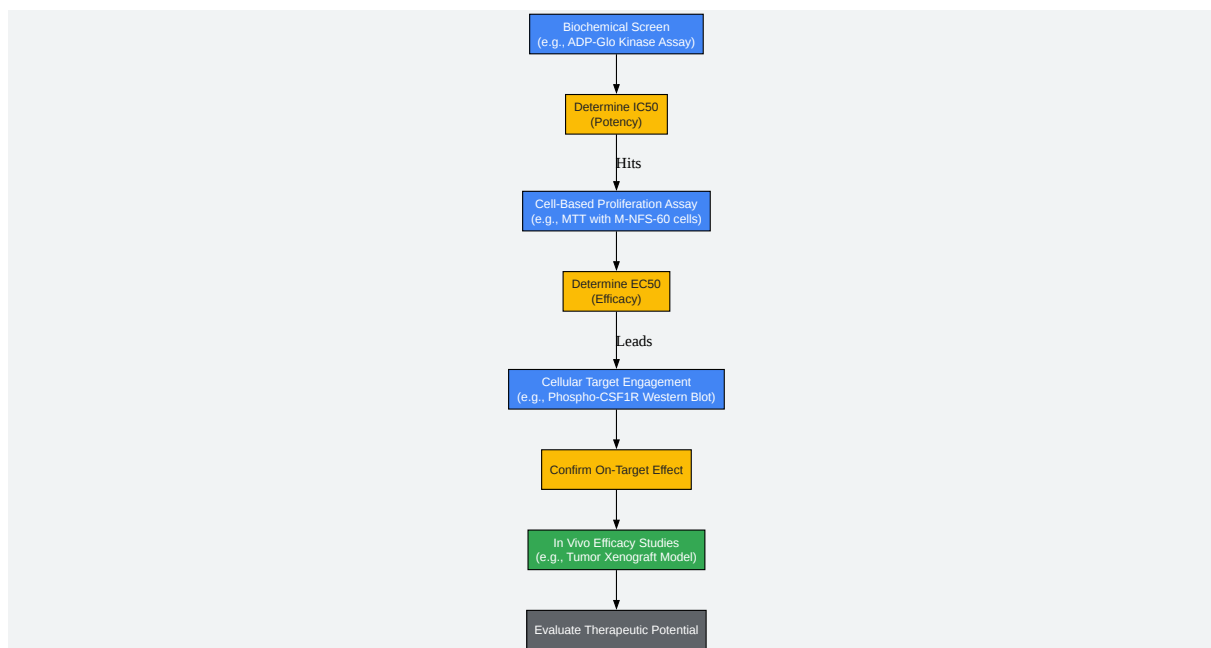 Biochemical Screen
(e.g., ADP-Glo Kinase Assay)
Determine IC50
(Potency)
Hits
Cell-Based Proliferation Assay
(e.g., MTT with M-NFS-60 cells)
Determine EC50
(Efficacy)
Leads
Cellular Target Engagement
(e.g., Phospho-CSF1R Western Blot)
Confirm On-Target Effect
In Vivo Efficacy Studies
(e.g., Tumor Xenograft Model)
Evaluate Therapeutic Potential